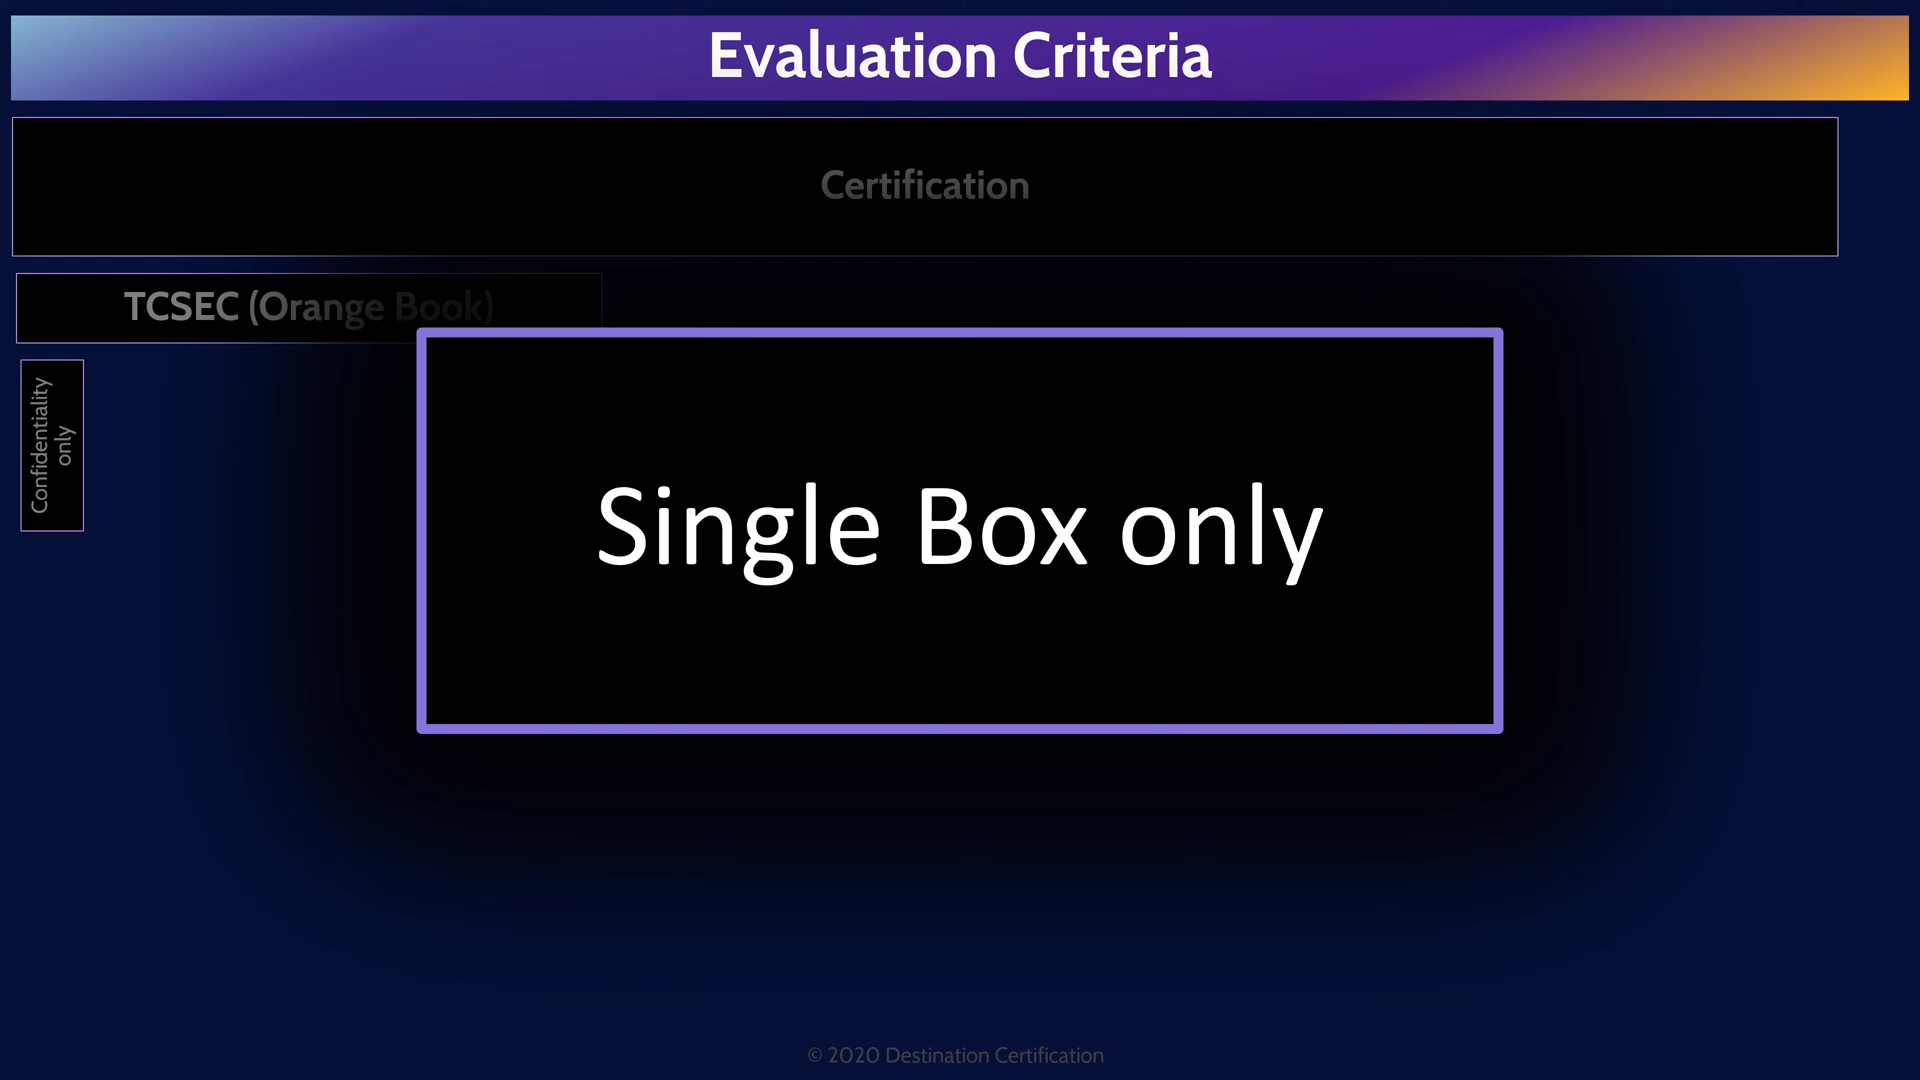 Evaluation Criteria
Certification
TCSEC (Orange Book)
Confidentiality
only
Single Box only
© 2020 Destination Certification